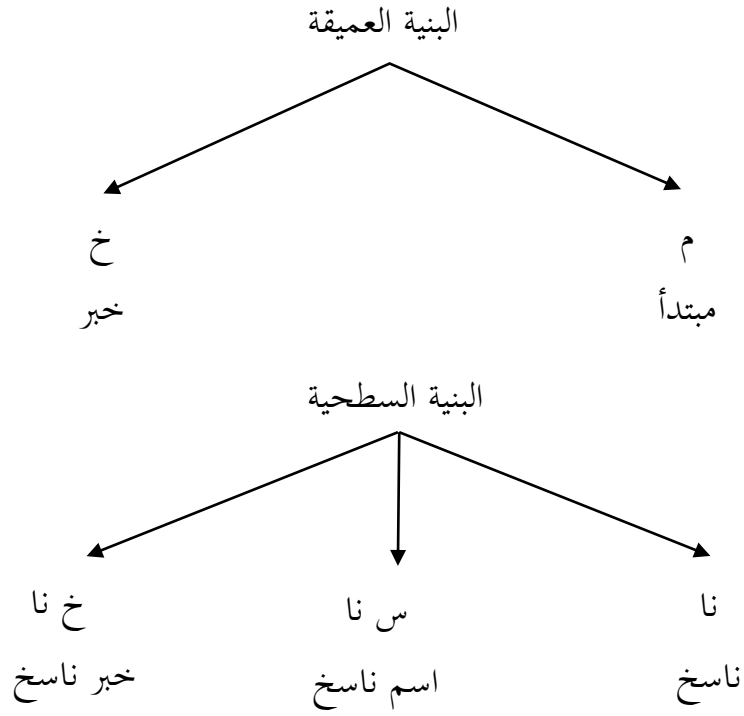 البنية العميقة
م خ
مبتدأ خبر
البنية السطحية
نا س نا خ نا
ناسخ اسم ناسخ خبر ناسخ